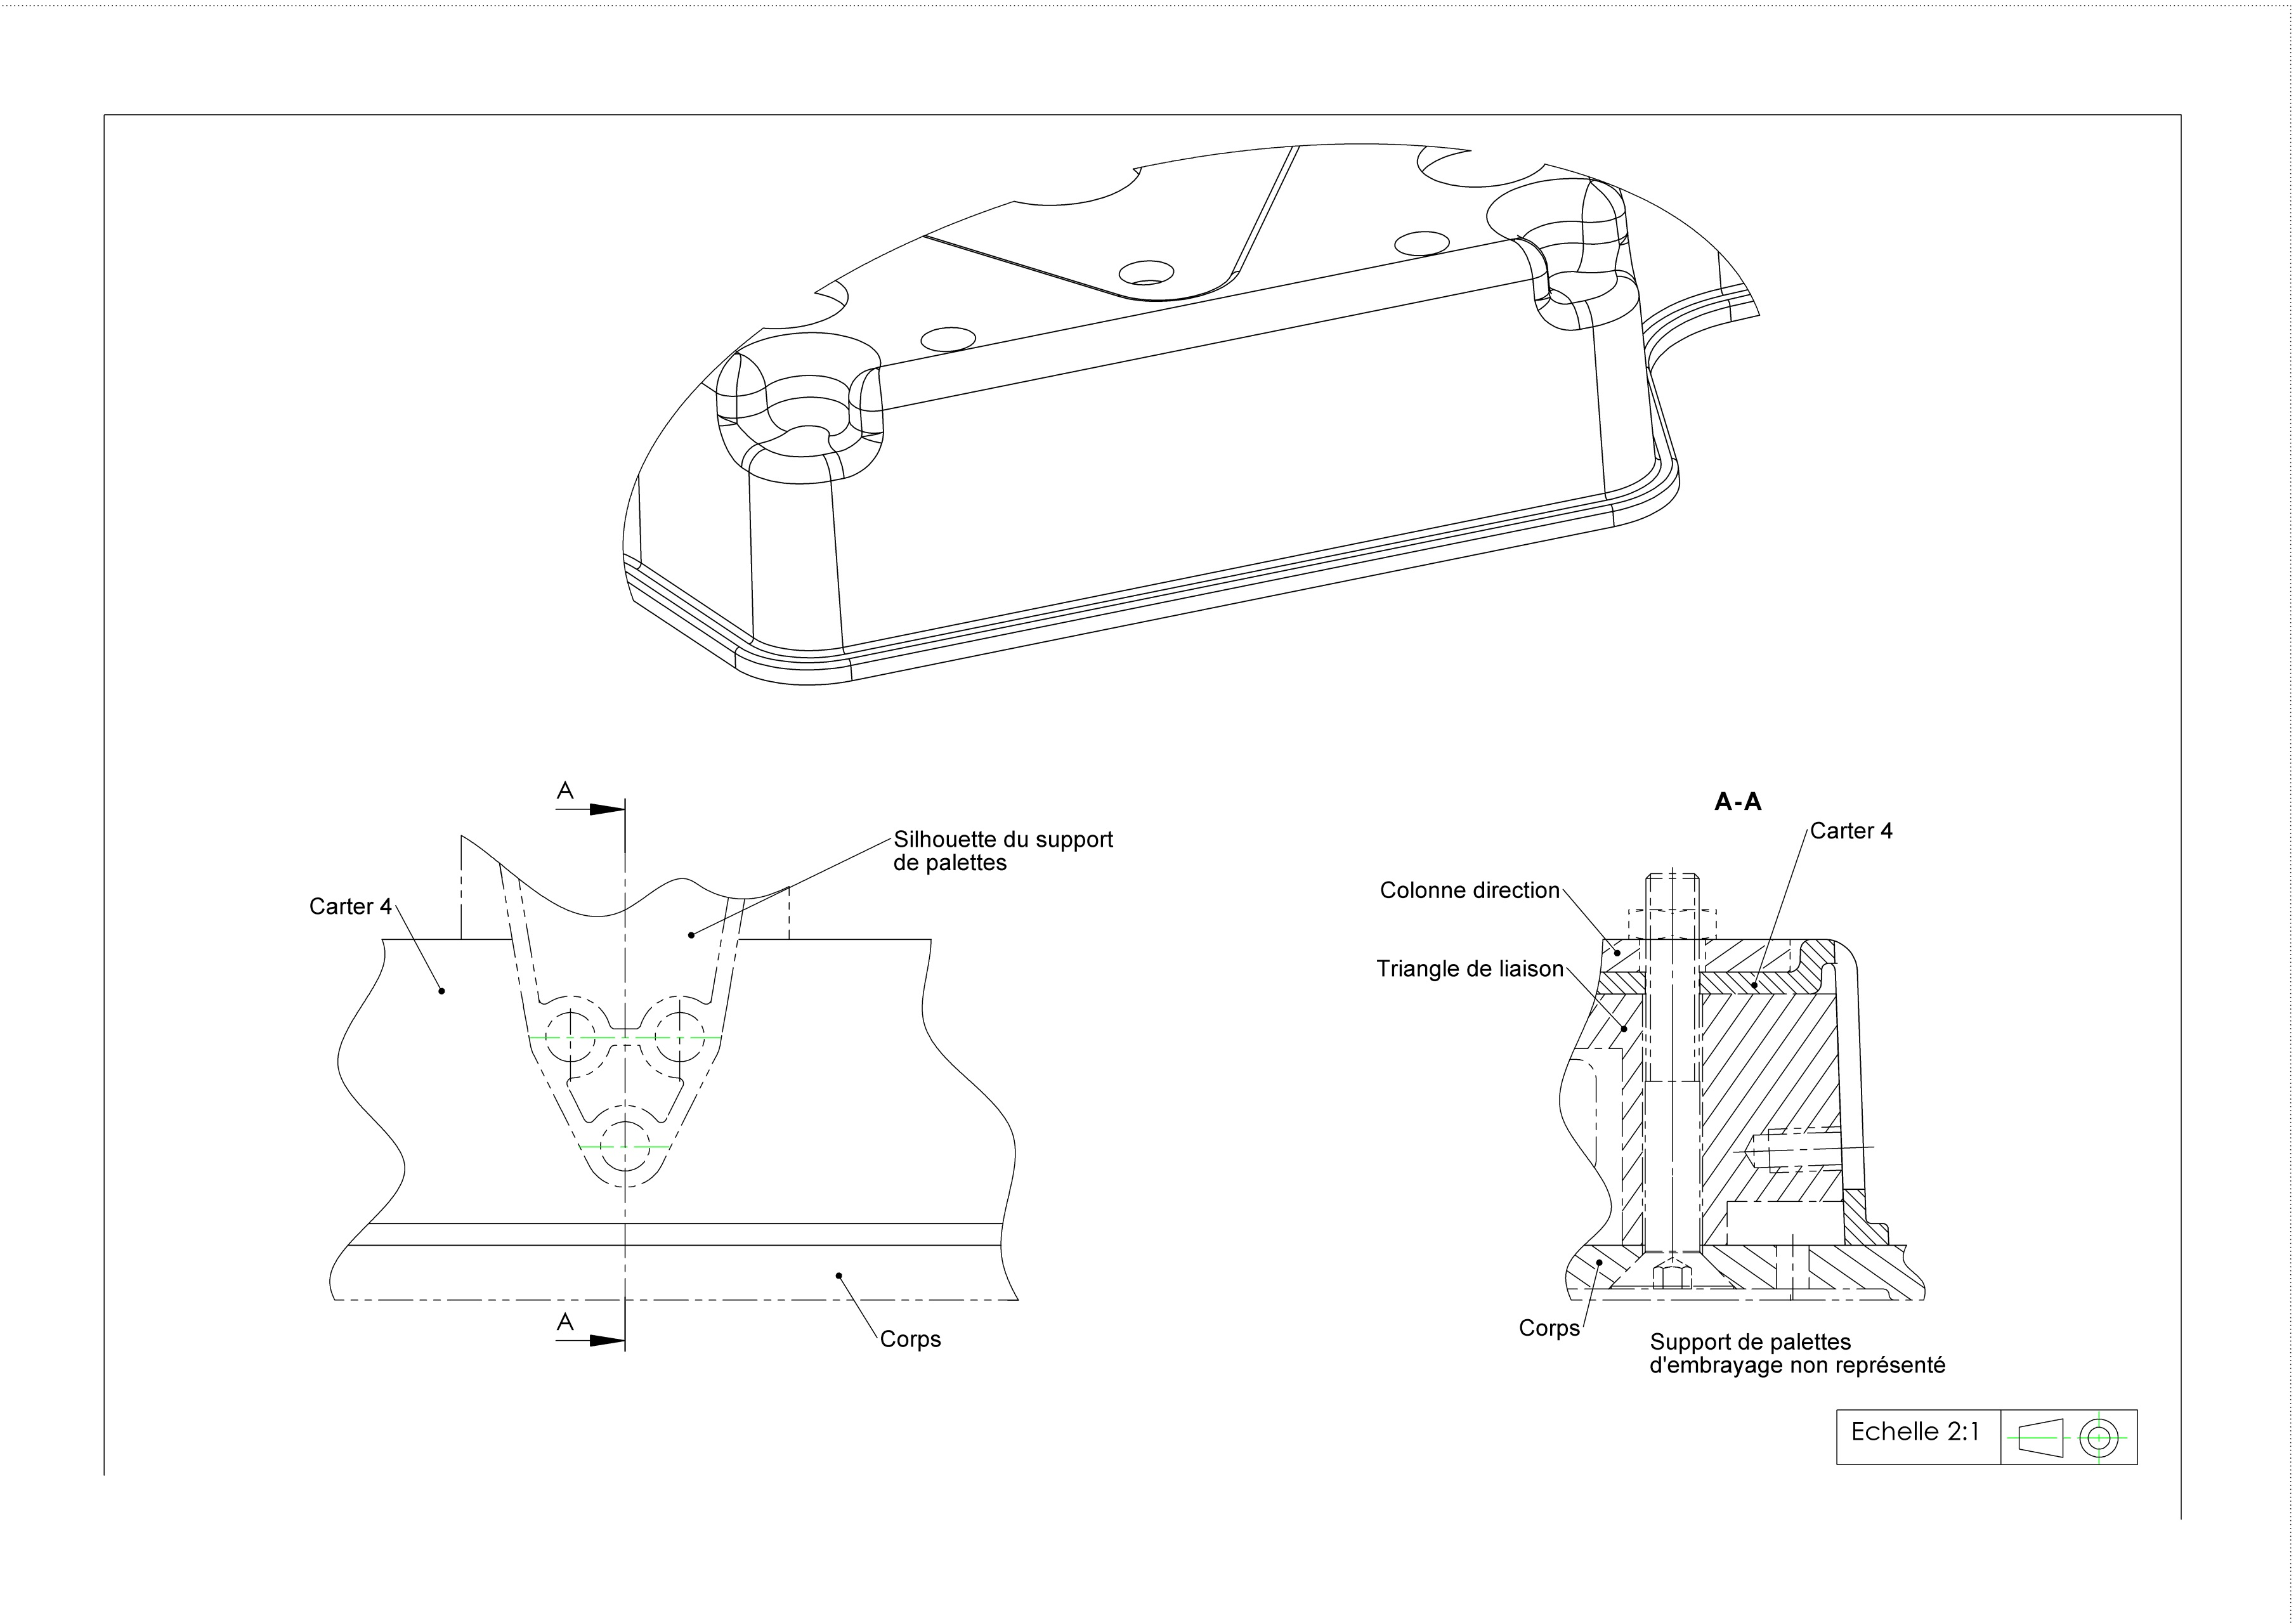 A
Silhouette du support
de palettes
Carter 4
A
Corps
A-A
Carter 4
Colonne direction
Triangle de liaison
Corps
Support de palettes
d'embrayage non représenté
Echelle 2:1